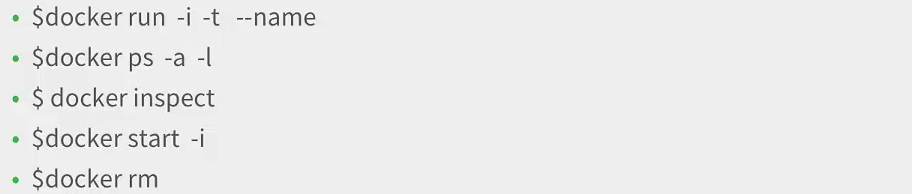 • $docker run -i -t --name
• $docker ps -a -l
• $ docker inspect
• $docker start -i
• $docker rm